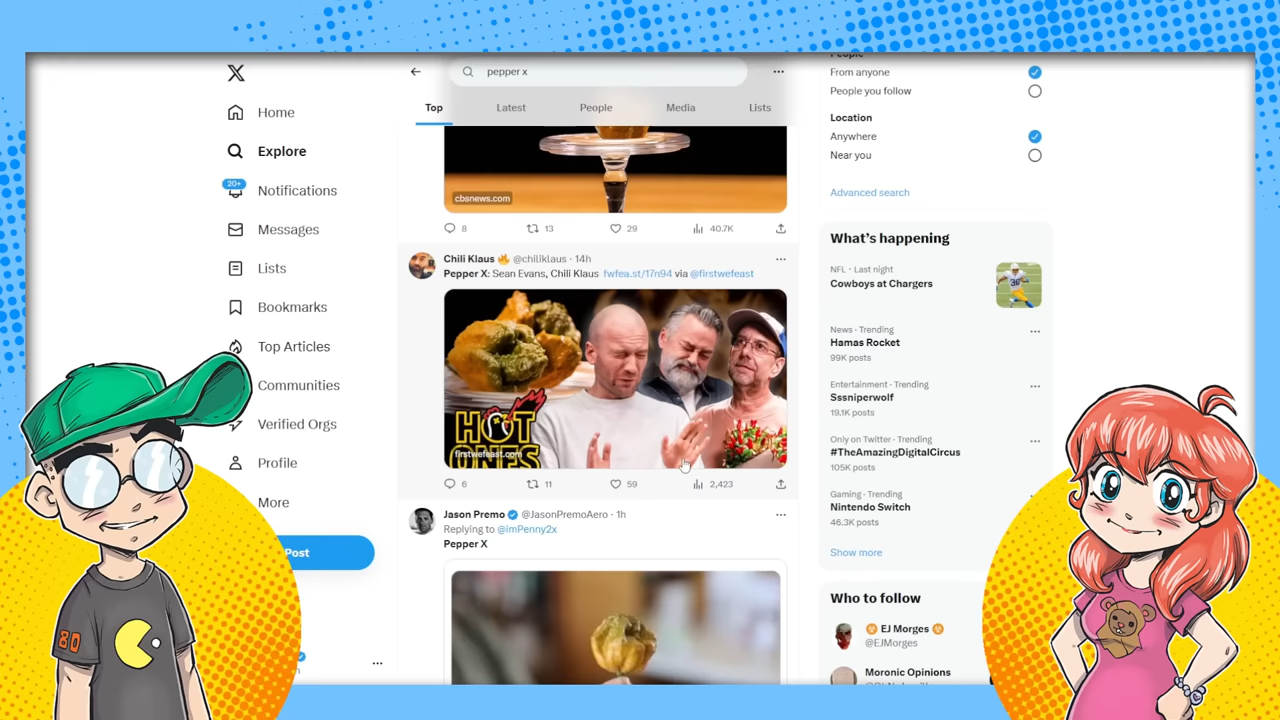 pepper x
Top
Latest
People
Media
Lists
Home
Explore
20+
Notifications
Messages
Lists
Bookmarks
Top Articles
Communities
Verified Orgs
Profile
More
Post
cbsnews.com
8
13
29
40.7K
Chili Klaus 🔥 @chiliklaus · 14h
Pepper X: Sean Evans, Chili Klaus fwfea.st/17n94 via @firstwefeast
HOT
ONES
firstwefeast.com
6
11
59
2,423
Jason Premo @JasonPremoAero · 1h
Replying to @imPenny2x
Pepper X
People
From anyone
People you follow
Location
Anywhere
Near you
Advanced search
What's happening
NFL · Last night
Cowboys at Chargers
News · Trending
Hamas Rocket
99K posts
Entertainment · Trending
Sssniperwolf
19.1K posts
Only on Twitter · Trending
#TheAmazingDigitalCircus
105K posts
Gaming · Trending
Nintendo Switch
46.3K posts
Show more
Who to follow
☣ EJ Morges ☣
@EJMorges
Moronic Opinions
80